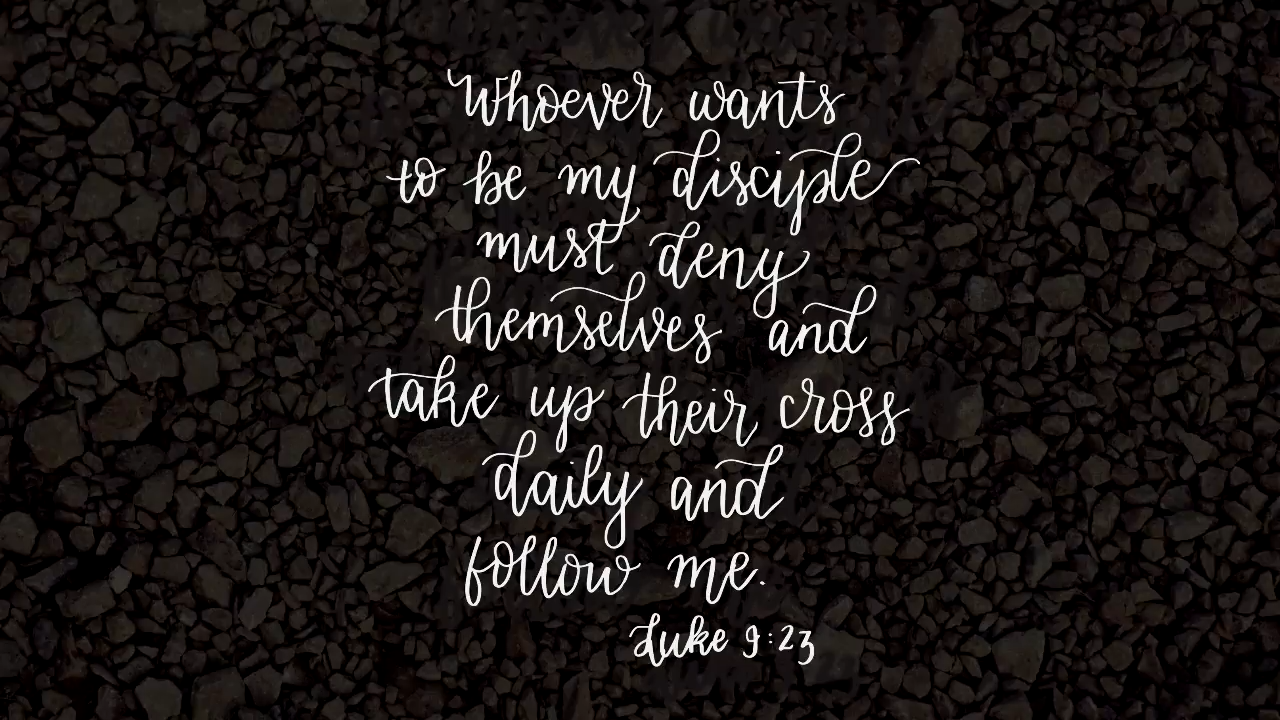 Whoever wants
to be my disciple
must deny
themselves and
take up their cross
daily and
follow me.
Luke 9:23